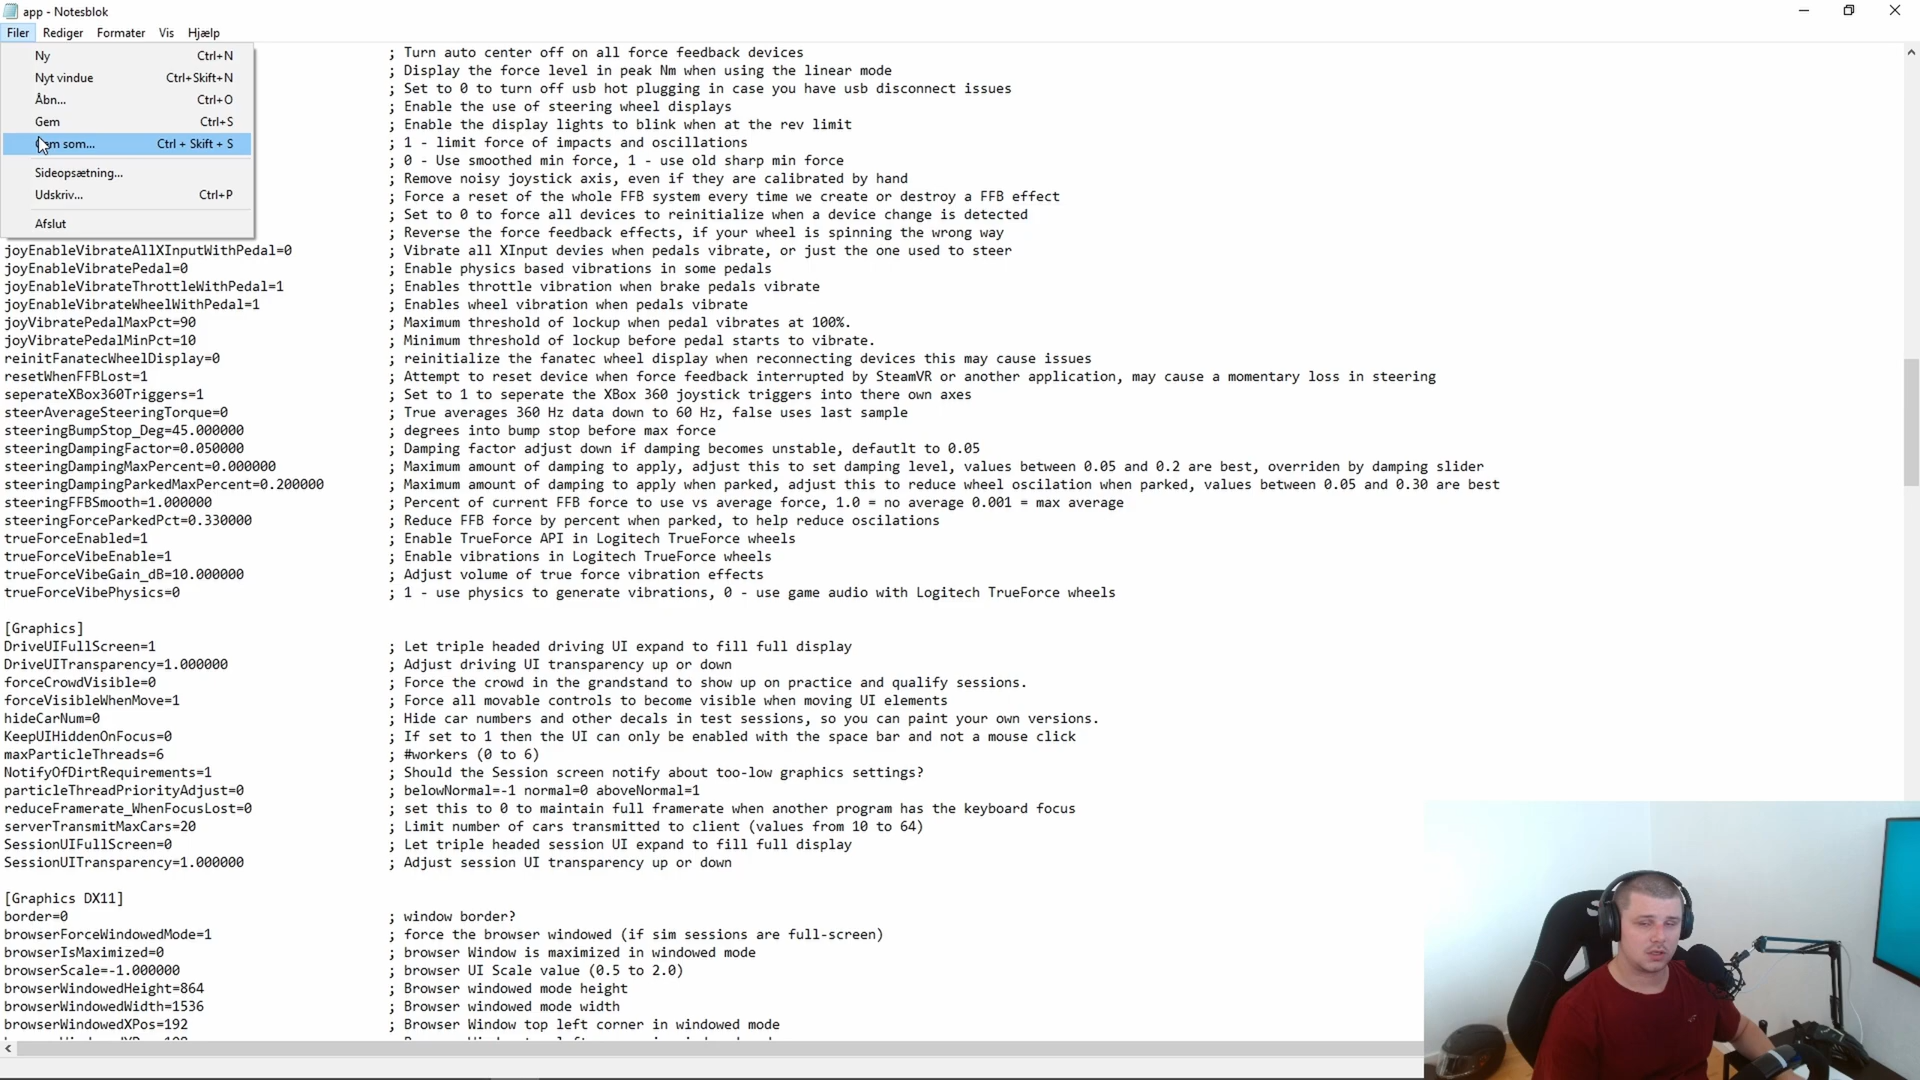 app - Notesblok
Filer Rediger Formater Vis Hjælp
Ny Ctrl+N
Nyt vindue Ctrl+Skift+N
Åbn... Ctrl+O
Gem Ctrl+S
som... Ctrl + Skift + S
Sideopsætning...
Udskriv... Ctrl+P
Afslut
; Turn auto center off on all force feedback devices
; Display the force level in peak Nm when using the linear mode
; Set to 0 to turn off usb hot plugging in case you have usb disconnect issues
; Enable the use of steering wheel displays
; Enable the display lights to blink when at the rev limit
; 1 - limit force of impacts and oscillations
; 0 - Use smoothed min force, 1 - use old sharp min force
; Remove noisy joystick axis, even if they are calibrated by hand
; Force a reset of the whole FFB system every time we create or destroy a FFB effect
; Set to 0 to force all devices to reinitialize when a device change is detected
; Reverse the force feedback effects, if your wheel is spinning the wrong way
joyEnableVibrateAllXInputWithPedal=0 ; Vibrate all XInput devies when pedals vibrate, or just the one used to steer
joyEnableVibratePedal=0 ; Enable physics based vibrations in some pedals
joyEnableVibrateThrottleWithPedal=1 ; Enables throttle vibration when brake pedals vibrate
joyEnableVibrateWheelWithPedal=1 ; Enables wheel vibration when pedals vibrate
joyVibratePedalMaxPct=90 ; Maximum threshold of lockup when pedal vibrates at 100%.
joyVibratePedalMinPct=10 ; Minimum threshold of lockup before pedal starts to vibrate.
reinitFanatecWheelDisplay=0 ; reinitialize the fanatec wheel display when reconnecting devices this may cause issues
resetWhenFFBLost=1 ; Attempt to reset device when force feedback interrupted by SteamVR or another application, may cause a momentary loss in steering
seperateXBox360Triggers=1 ; Set to 1 to seperate the XBox 360 joystick triggers into there own axes
steerAverageSteeringTorque=0 ; True averages 360 Hz data down to 60 Hz, false uses last sample
steeringBumpStop_Deg=45.000000 ; degrees into bump stop before max force
steeringDampingFactor=0.050000 ; Damping factor adjust down if damping becomes unstable, defautlt to 0.05
steeringDampingMaxPercent=0.000000 ; Maximum amount of damping to apply, adjust this to set damping level, values between 0.05 and 0.2 are best, overriden by damping slider
steeringDampingParkedMaxPercent=0.200000 ; Maximum amount of damping to apply when parked, adjust this to reduce wheel oscilation when parked, values between 0.05 and 0.30 are best
steeringFFBSmooth=1.000000 ; Percent of current FFB force to use vs average force, 1.0 = no average 0.001 = max average
steeringForceParkedPct=0.330000 ; Reduce FFB force by percent when parked, to help reduce oscilations
trueForceEnabled=1 ; Enable TrueForce API in Logitech TrueForce wheels
trueForceVibeEnable=1 ; Enable vibrations in Logitech TrueForce wheels
trueForceVibeGain_dB=10.000000 ; Adjust volume of true force vibration effects
trueForceVibePhysics=0 ; 1 - use physics to generate vibrations, 0 - use game audio with Logitech TrueForce wheels
[Graphics]
DriveUIFullScreen=1 ; Let triple headed driving UI expand to fill full display
DriveUITransparency=1.000000 ; Adjust driving UI transparency up or down
forceCrowdVisible=0 ; Force the crowd in the grandstand to show up on practice and qualify sessions.
forceVisibleWhenMove=1 ; Force all movable controls to become visible when moving UI elements
hideCarNum=0 ; Hide car numbers and other decals in test sessions, so you can paint your own versions.
KeepUIHiddenOnFocus=0 ; If set to 1 then the UI can only be enabled with the space bar and not a mouse click
maxParticleThreads=6 ; #workers (0 to 6)
NotifyOfDirtRequirements=1 ; Should the Session screen notify about too-low graphics settings?
particleThreadPriorityAdjust=0 ; belowNormal=-1 normal=0 aboveNormal=1
reduceFramerate_WhenFocusLost=0 ; set this to 0 to maintain full framerate when another program has the keyboard focus
serverTransmitMaxCars=20 ; Limit number of cars transmitted to client (values from 10 to 64)
SessionUIFullScreen=0 ; Let triple headed session UI expand to fill full display
SessionUITransparency=1.000000 ; Adjust session UI transparency up or down
[Graphics DX11]
border=0 ; window border?
browserForceWindowedMode=1 ; force the browser windowed (if sim sessions are full-screen)
browserIsMaximized=0 ; browser Window is maximized in windowed mode
browserScale=-1.000000 ; browser UI Scale value (0.5 to 2.0)
browserWindowedHeight=864 ; Browser windowed mode height
browserWindowedWidth=1536 ; Browser windowed mode width
browserWindowedXPos=192 ; Browser Window top left corner in windowed mode